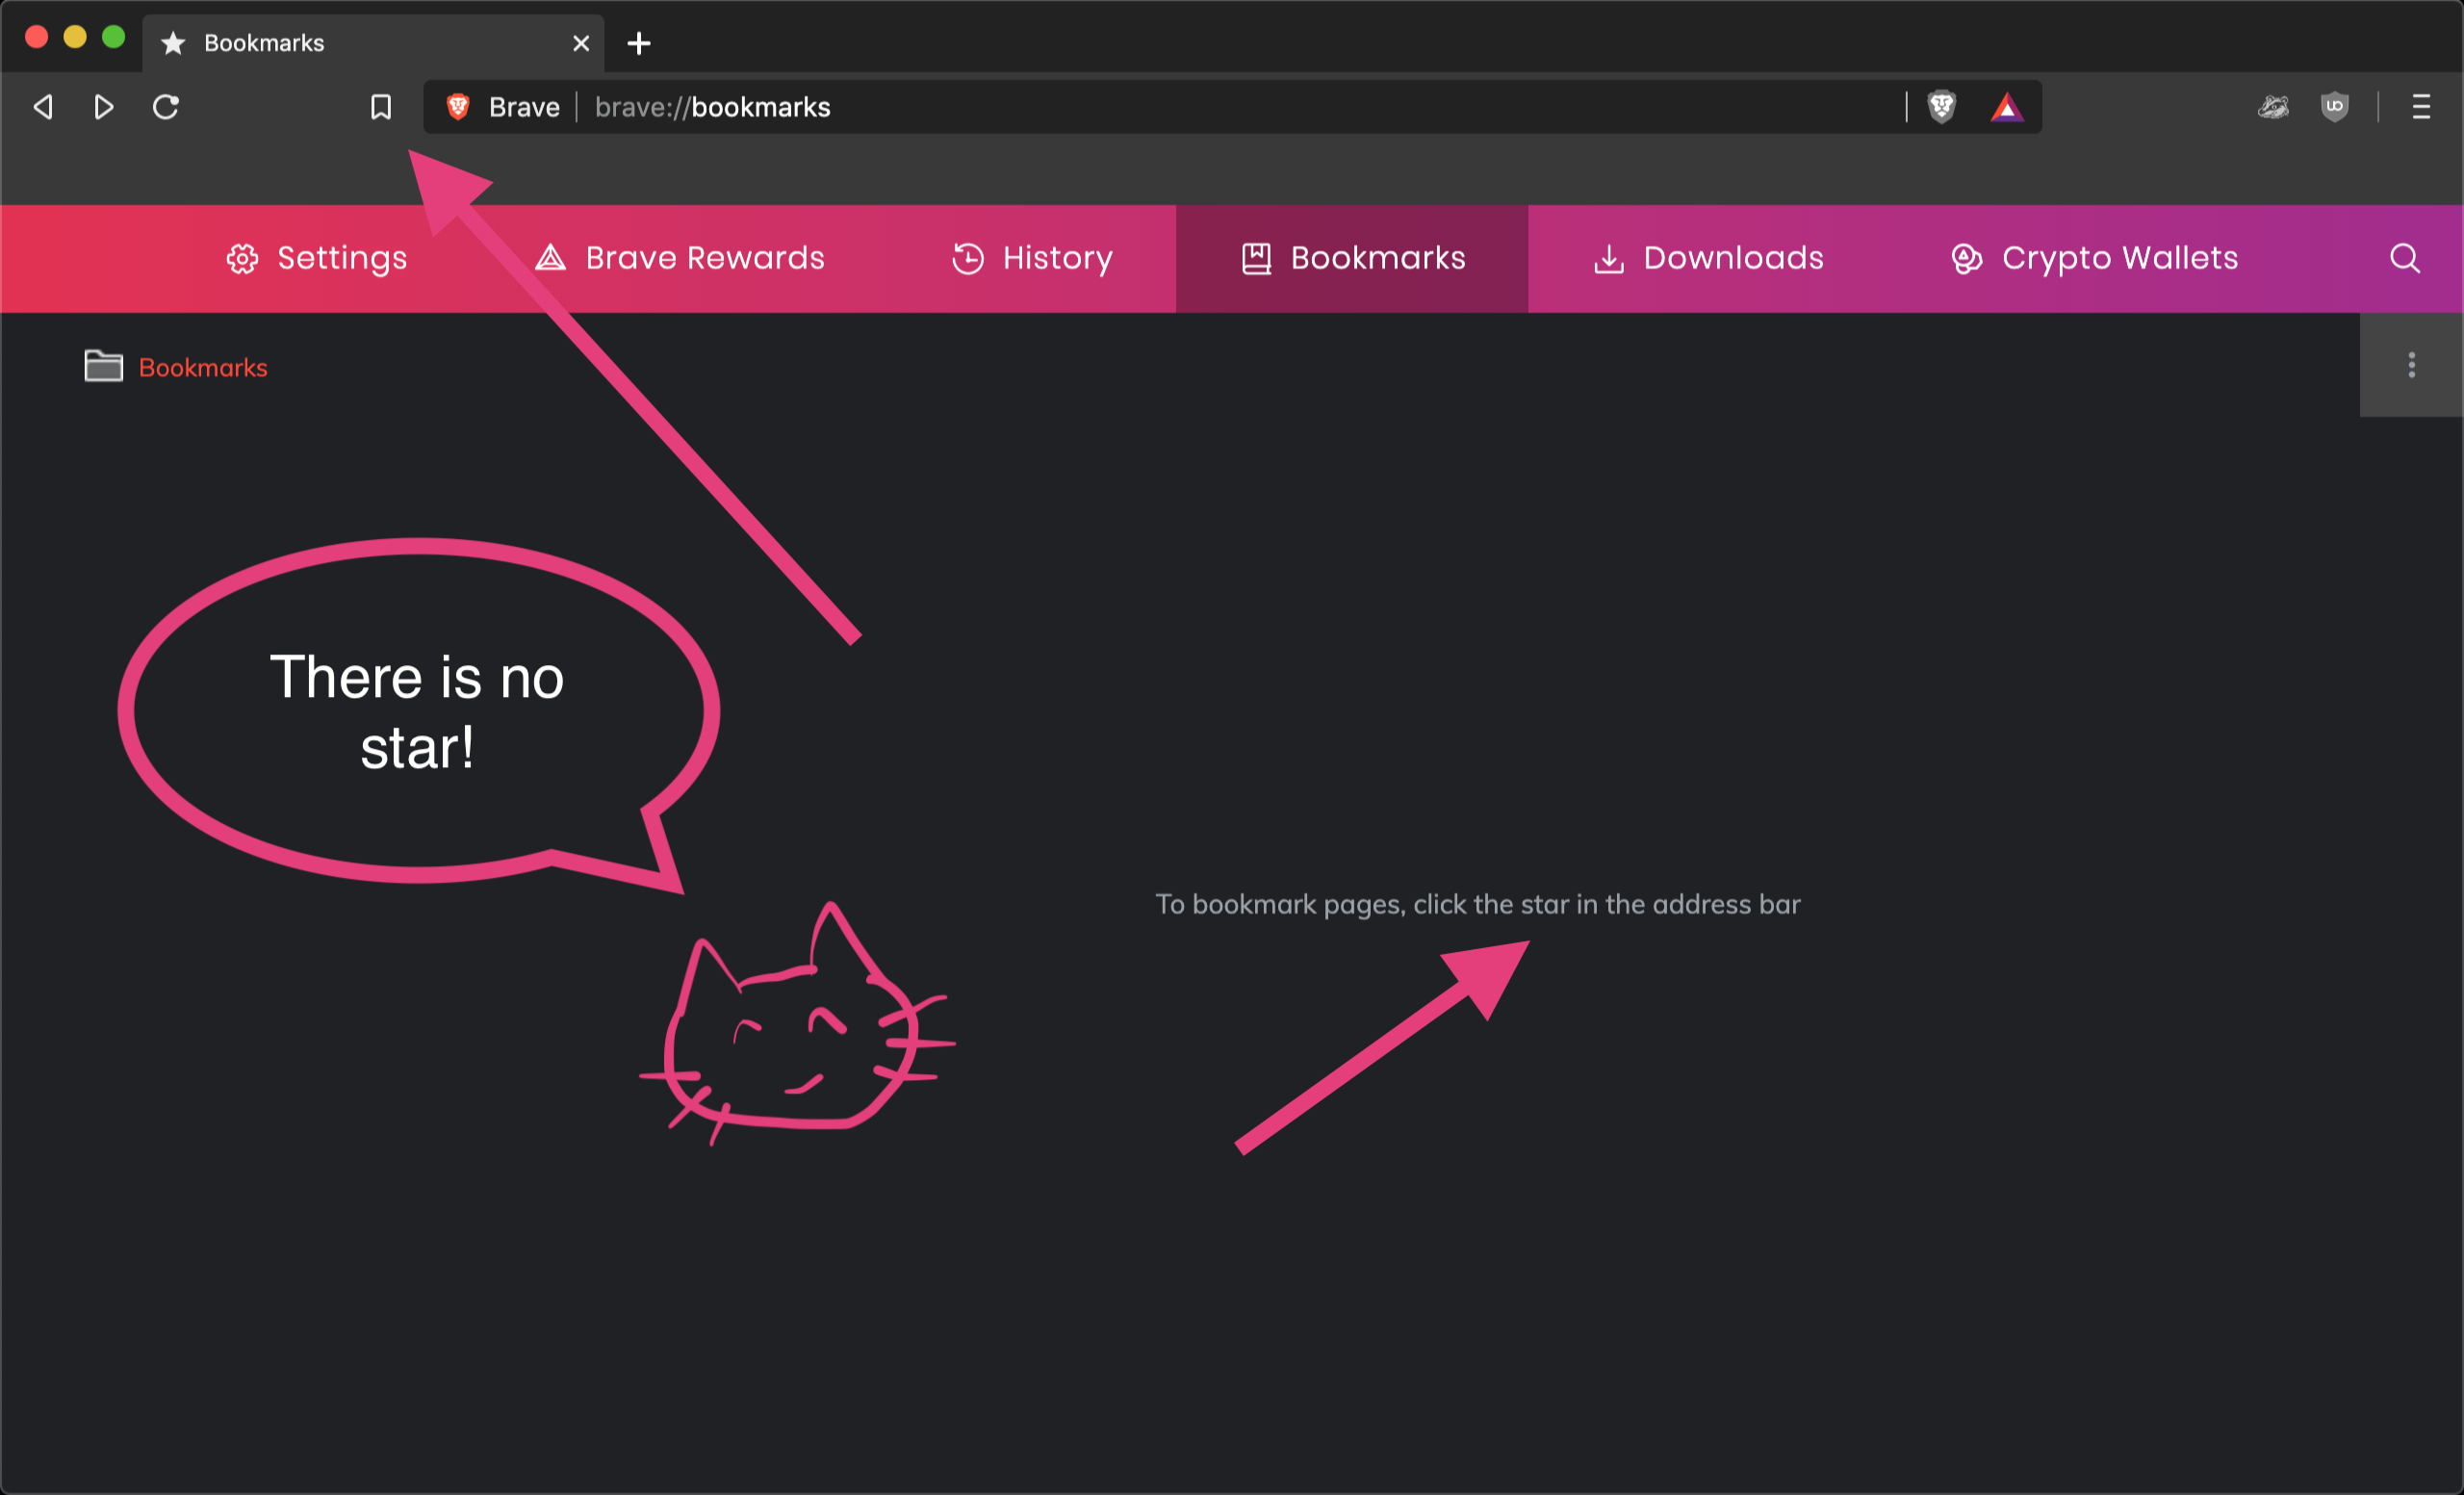 Bookmarks
Brave brave://bookmarks
Settings Brave Rewards History Bookmarks Downloads Crypto Wallets
Bookmarks
There is no
star!
To bookmark pages, click the star in the address bar